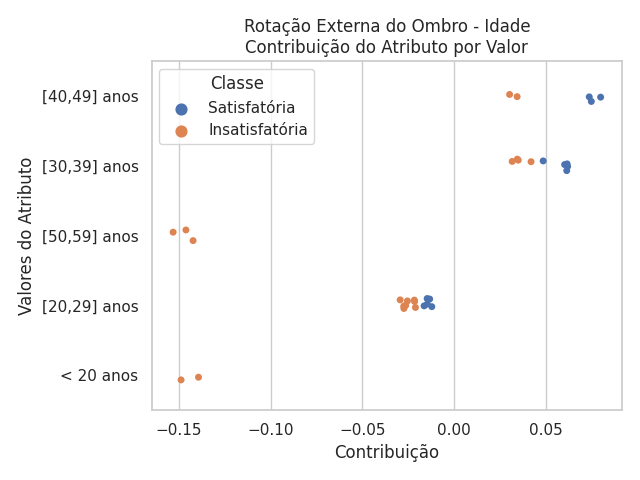 Rotação Externa do Ombro - Idade
Contribuição do Atributo por Valor
Valores do Atributo
[40,49] anos
[30,39] anos
[50,59] anos
[20,29] anos
< 20 anos
Classe
Satisfatória
Insatisfatória
−0.15
−0.10
−0.05
0.00
0.05
Contribuição